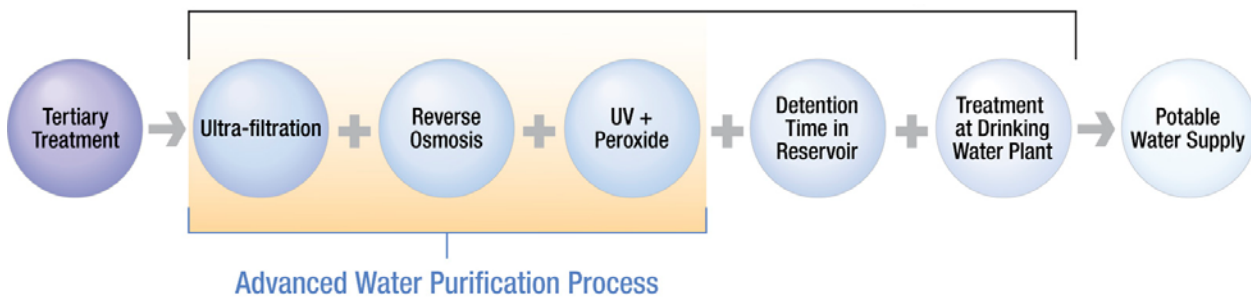 Tertiary
Treatment
Ultra-filtration
Reverse
Osmosis
UV +
Peroxide
Detention
Time in
Reservoir
Treatment
at Drinking
Water Plant
Potable
Water Supply
Advanced Water Purification Process